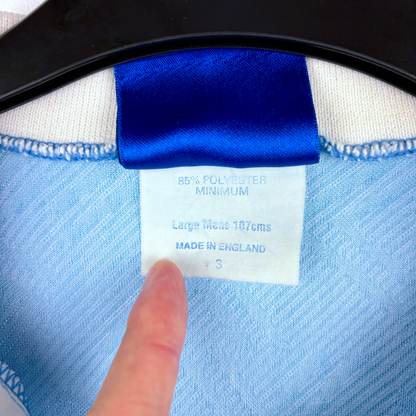 85% POLYESTER
MINIMUM
Large Mens 107cms
MADE IN ENGLAND
3